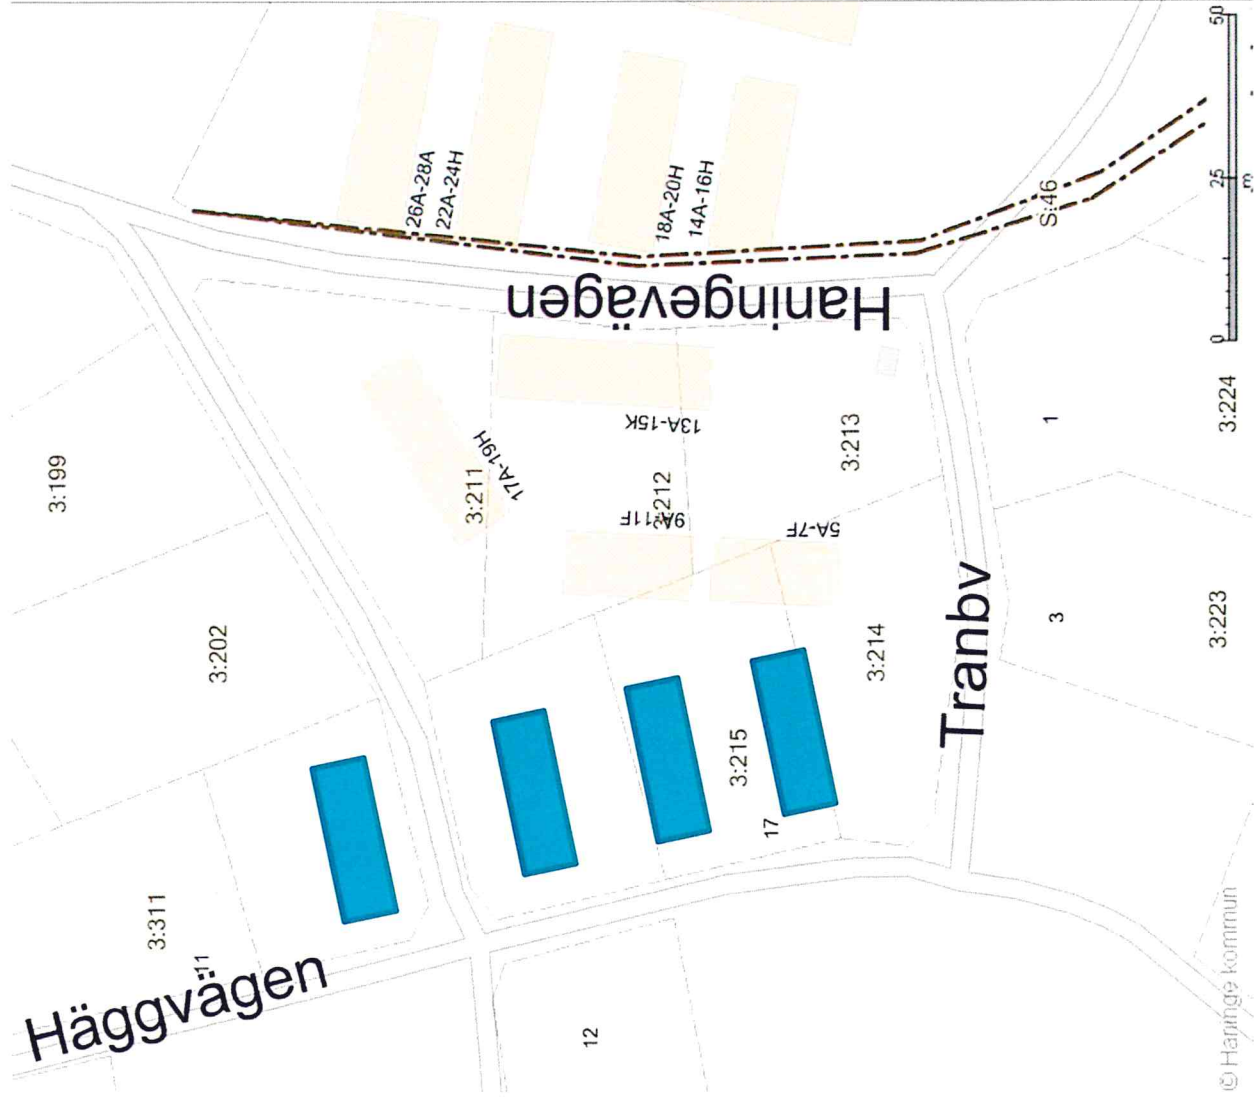 26A-28A
22A-24H
18A-20H
14A-16H
S:46
50
25
0
m
Haningevägen
3:199
17A-19H
3:211
13A-15K
3:212
9A-11F
3:213
5A-7F
1
3:224
3:202
3:214
Tranbv
3
3:223
3:215
17
3:311
11
Häggvägen
12
© Haninge kommun